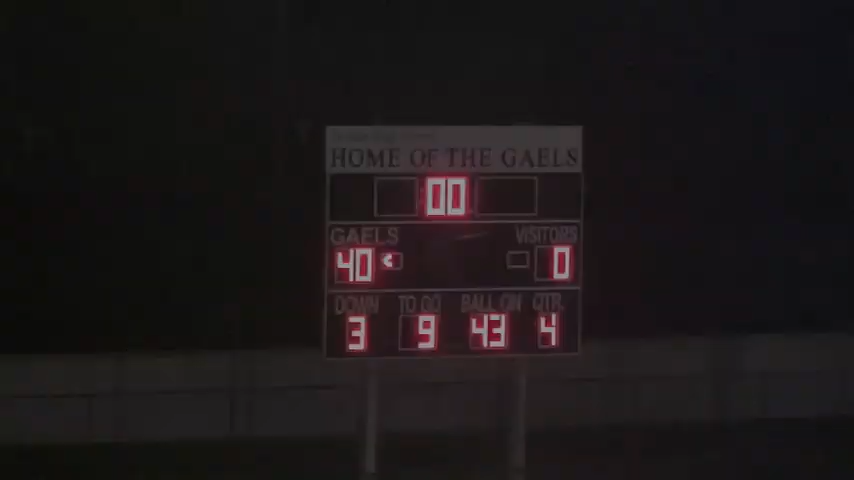 HOME OF THE GAELS
00
GAELS VISITORS
40 0
DOWN TO GO BALL ON QTR.
3 9 43 4